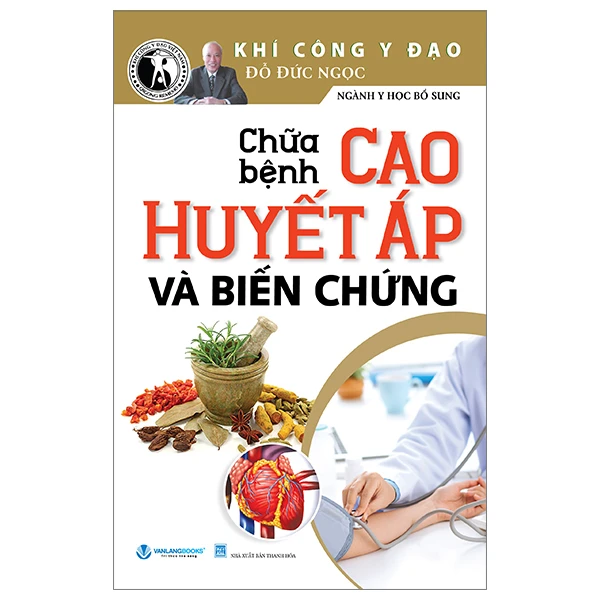 KHÍ CÔNG Y ĐẠO
ĐỖ ĐỨC NGỌC
NGÀNH Y HỌC BỔ SUNG
Chữa
bệnh
CAO
HUYẾT ÁP
VÀ BIẾN CHỨNG
VANLANGBOOKS
NHÀ XUẤT BẢN THANH HÓA